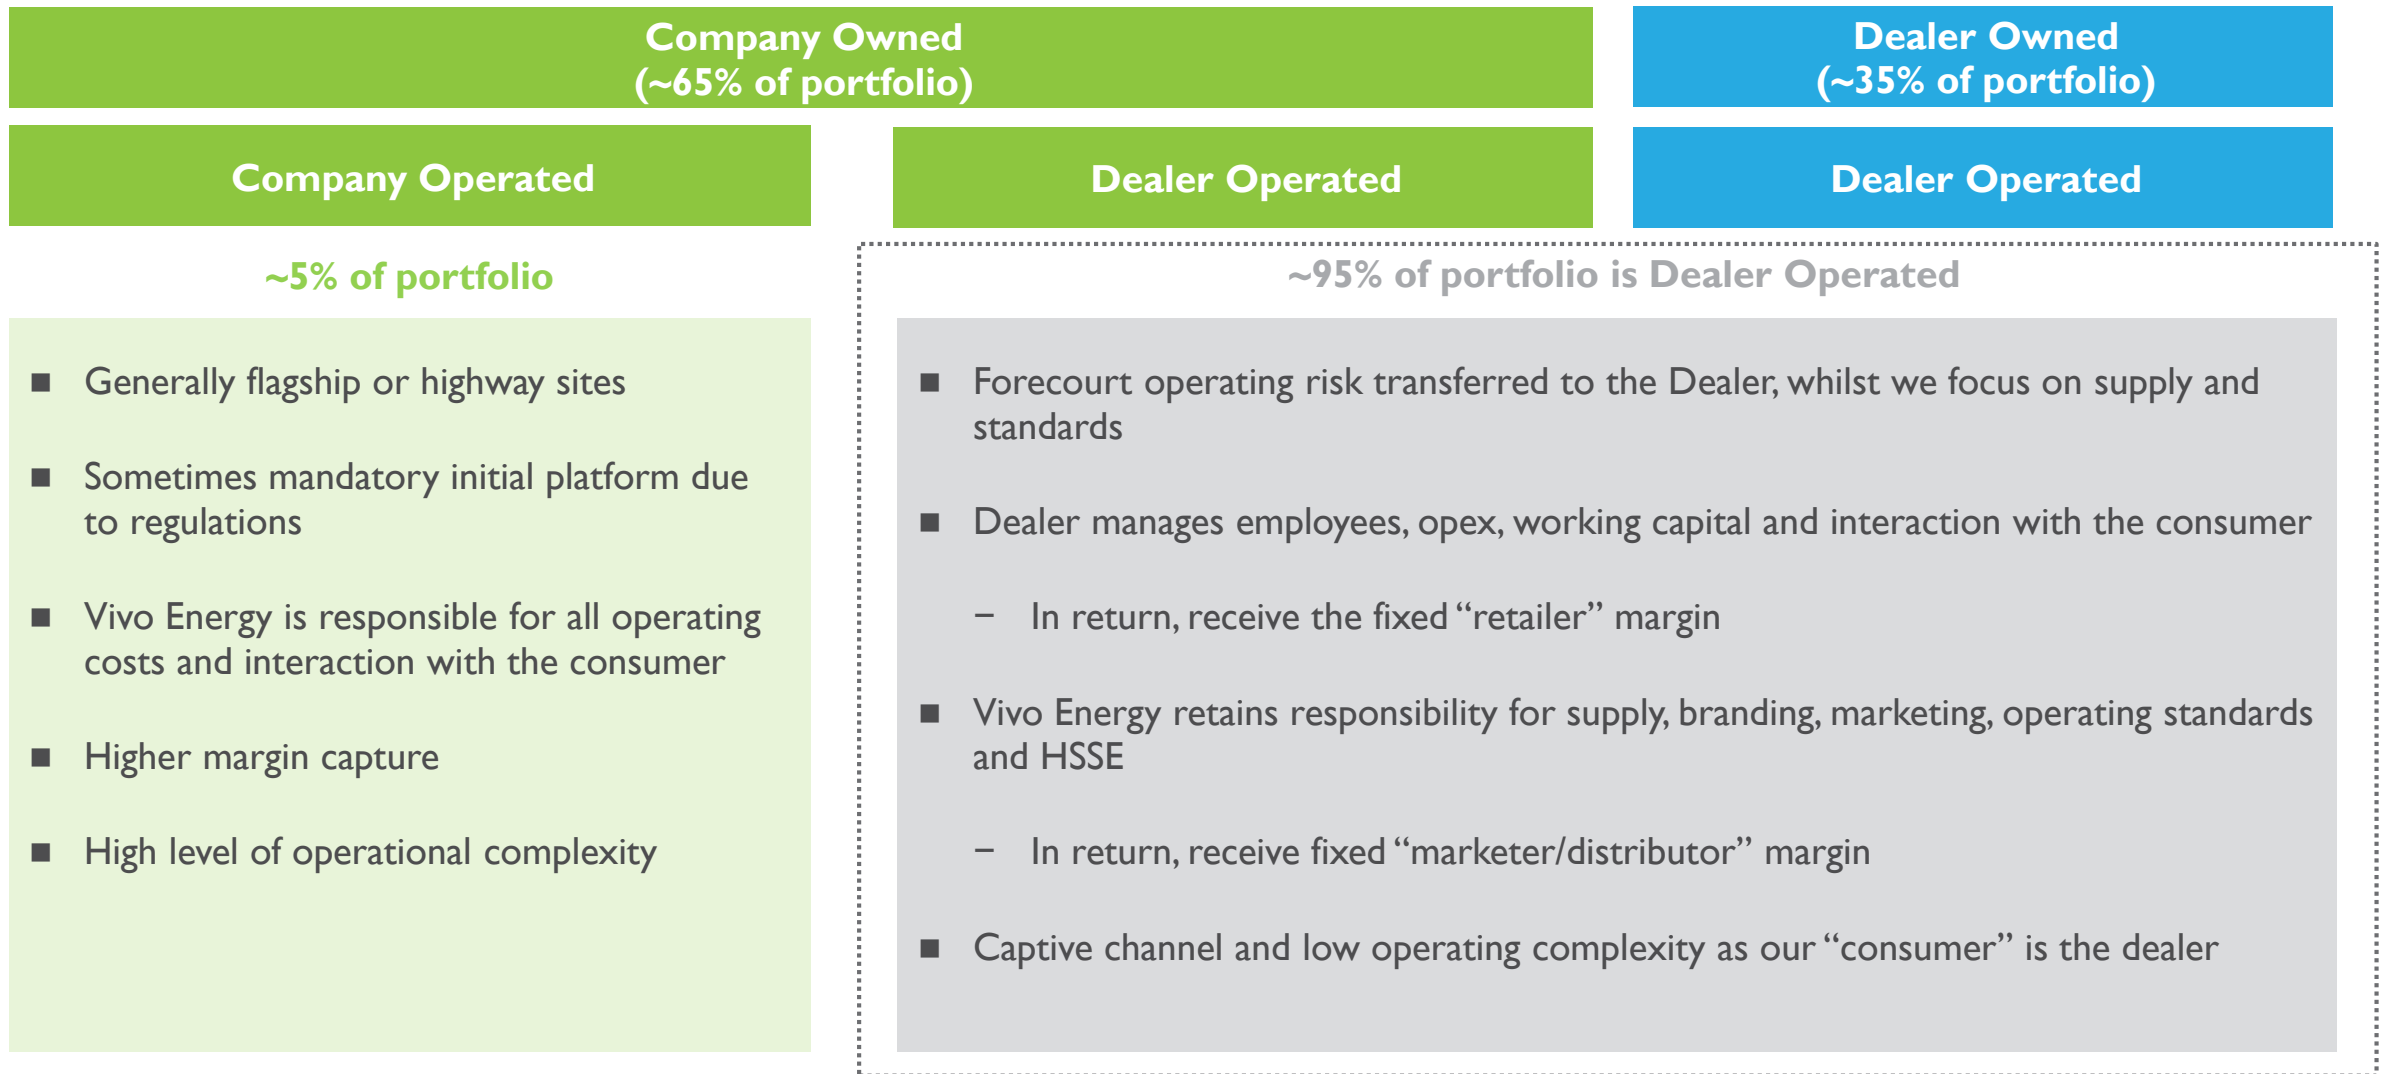 Company Owned
(~65% of portfolio)
Dealer Owned
(~35% of portfolio)
Company Operated
Dealer Operated
Dealer Operated
~5% of portfolio
~95% of portfolio is Dealer Operated
■ Generally flagship or highway sites
■ Sometimes mandatory initial platform due
to regulations
■ Vivo Energy is responsible for all operating
costs and interaction with the consumer
■ Higher margin capture
■ High level of operational complexity
■ Forecourt operating risk transferred to the Dealer, whilst we focus on supply and
standards
■ Dealer manages employees, opex, working capital and interaction with the consumer
− In return, receive the fixed “retailer” margin
■ Vivo Energy retains responsibility for supply, branding, marketing, operating standards
and HSSE
− In return, receive fixed “marketer/distributor” margin
■ Captive channel and low operating complexity as our “consumer” is the dealer